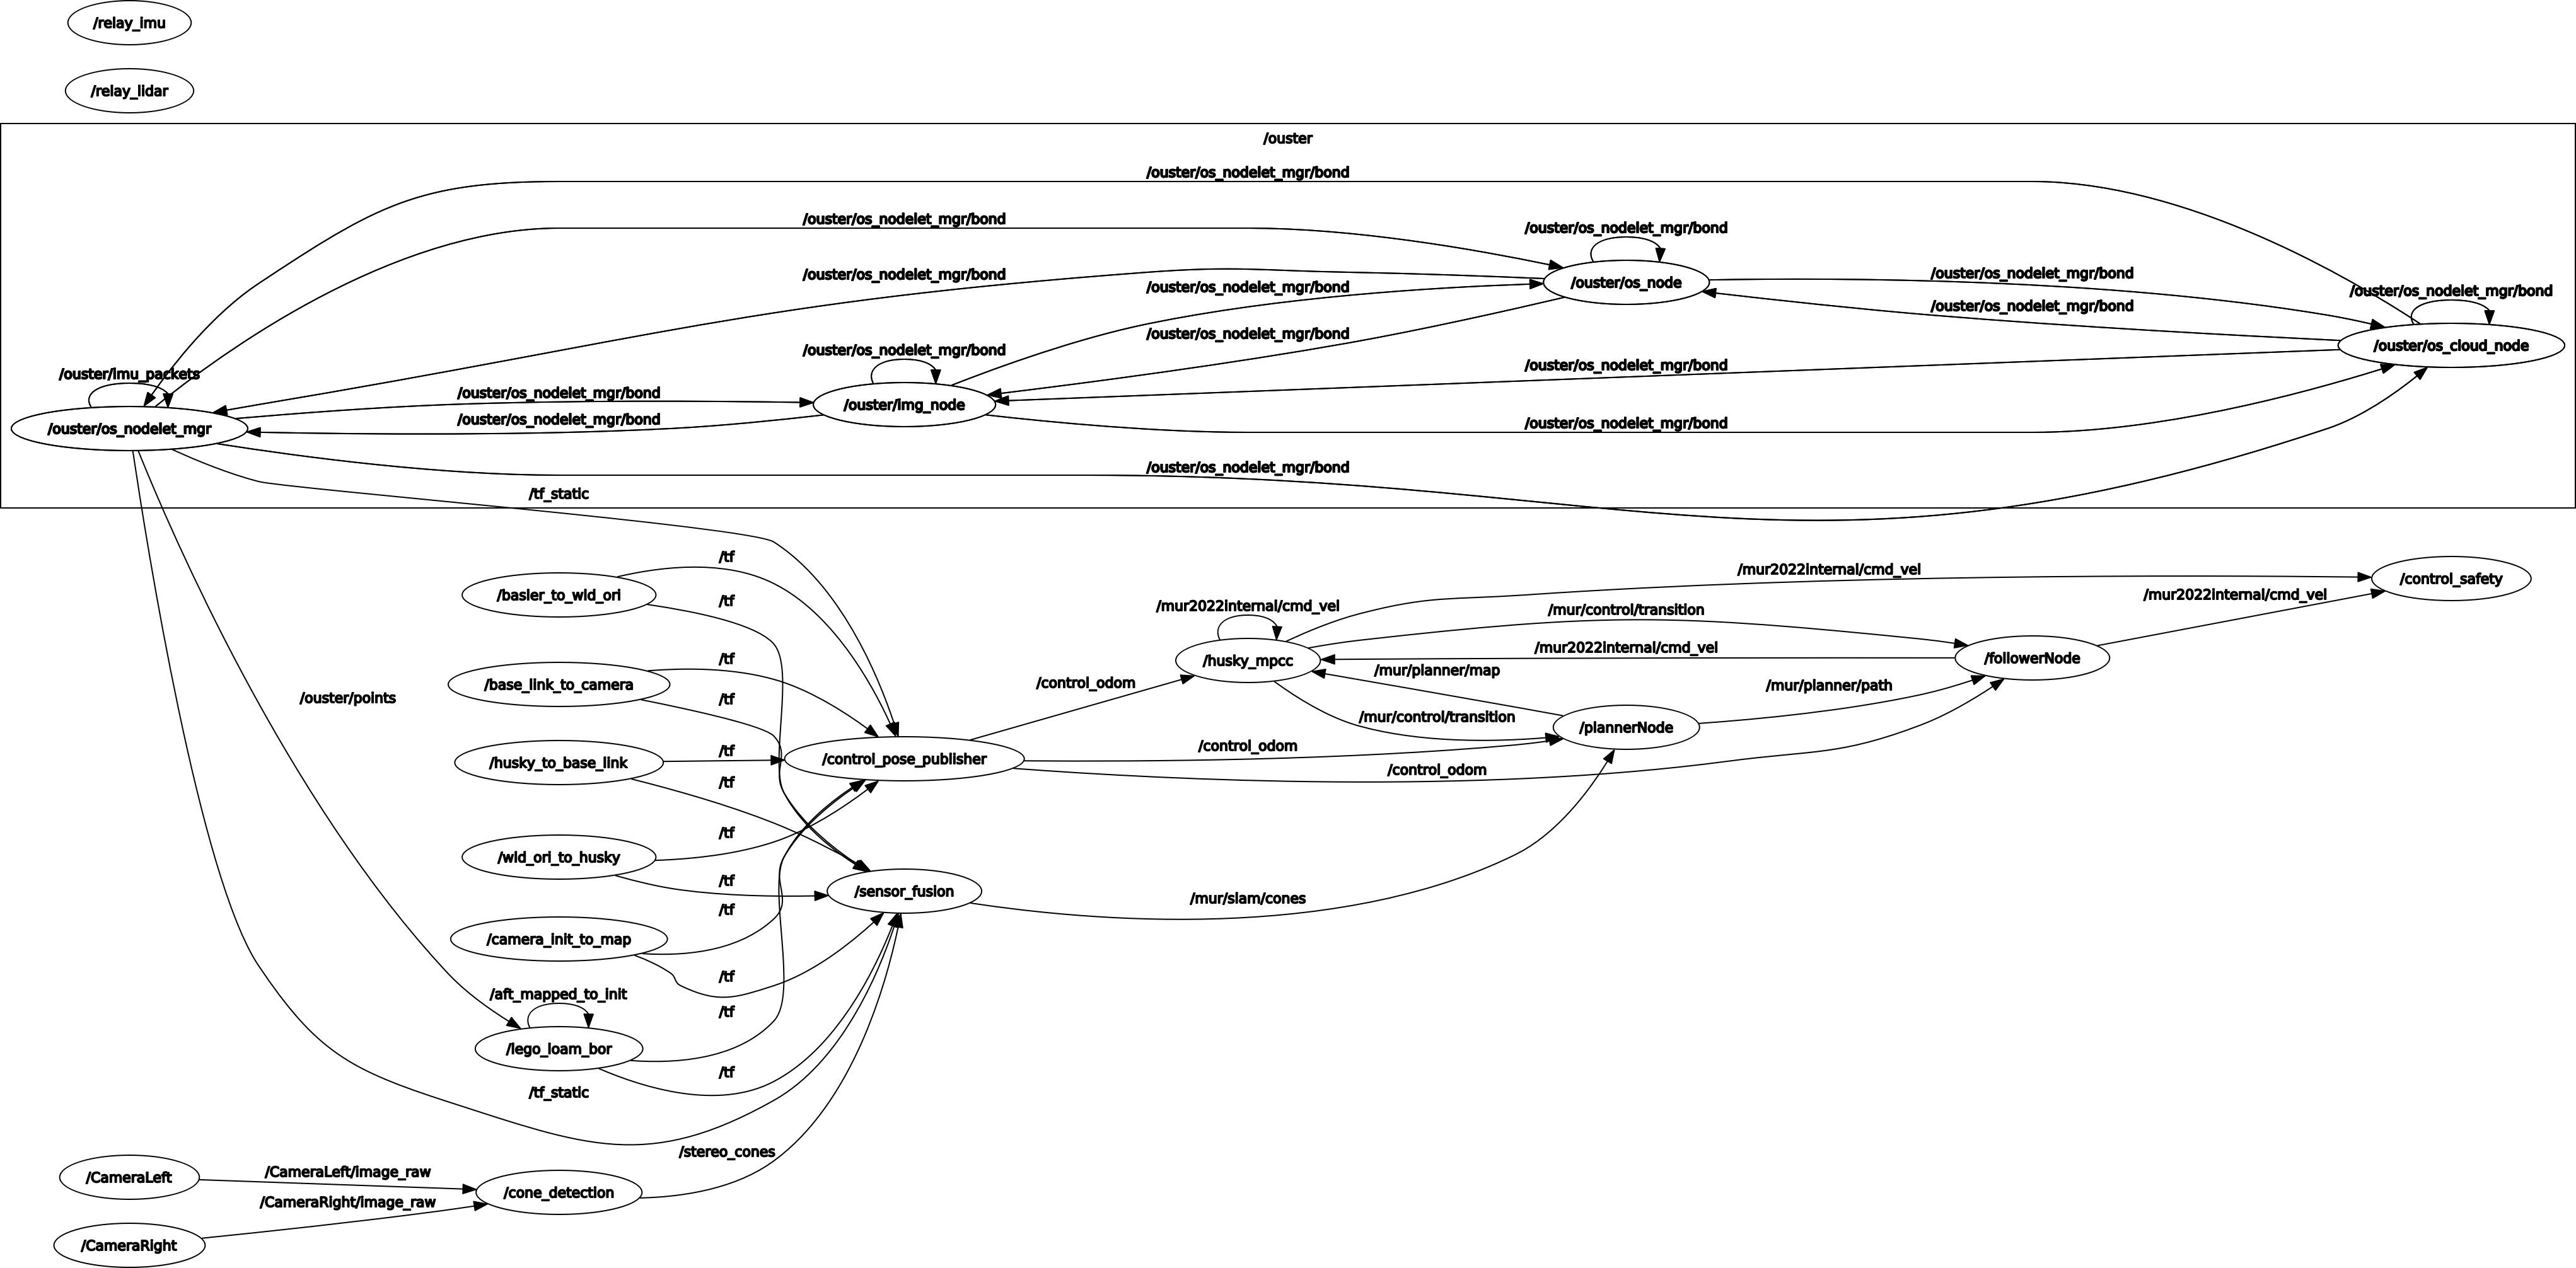 /relay_imu
/relay_lidar
/ouster
/ouster/os_nodelet_mgr/bond
/ouster/os_nodelet_mgr/bond
/ouster/os_nodelet_mgr/bond
/ouster/os_nodelet_mgr/bond
/ouster/os_nodelet_mgr/bond
/ouster/os_node
/ouster/os_nodelet_mgr/bond
/ouster/os_nodelet_mgr/bond
/ouster/os_nodelet_mgr/bond
/ouster/os_nodelet_mgr/bond
/ouster/os_nodelet_mgr/bond
/ouster/os_cloud_node
/ouster/os_nodelet_mgr/bond
/ouster/os_nodelet_mgr/bond
/ouster/imu_packets
/ouster/os_nodelet_mgr/bond
/ouster/img_node
/ouster/os_nodelet_mgr/bond
/ouster/os_nodelet_mgr/bond
/ouster/os_nodelet_mgr
/ouster/os_nodelet_mgr/bond
/tf_static
/tf
/mur2022internal/cmd_vel
/control_safety
/basler_to_wld_ori
/tf
/mur2022internal/cmd_vel
/mur2022internal/cmd_vel
/mur/control/transition
/mur2022internal/cmd_vel
/husky_mpcc
/followerNode
/tf
/mur/planner/map
/base_link_to_camera
/control_odom
/mur/planner/path
/ouster/points
/tf
/mur/control/transition
/plannerNode
/control_odom
/tf
/husky_to_base_link
/control_pose_publisher
/control_odom
/tf
/tf
/wld_ori_to_husky
/tf
/sensor_fusion
/mur/slam/cones
/tf
/camera_init_to_map
/tf
/aft_mapped_to_init
/tf
/lego_loam_bor
/tf
/tf_static
/stereo_cones
/CameraLeft
/CameraLeft/image_raw
/cone_detection
/CameraRight/image_raw
/CameraRight